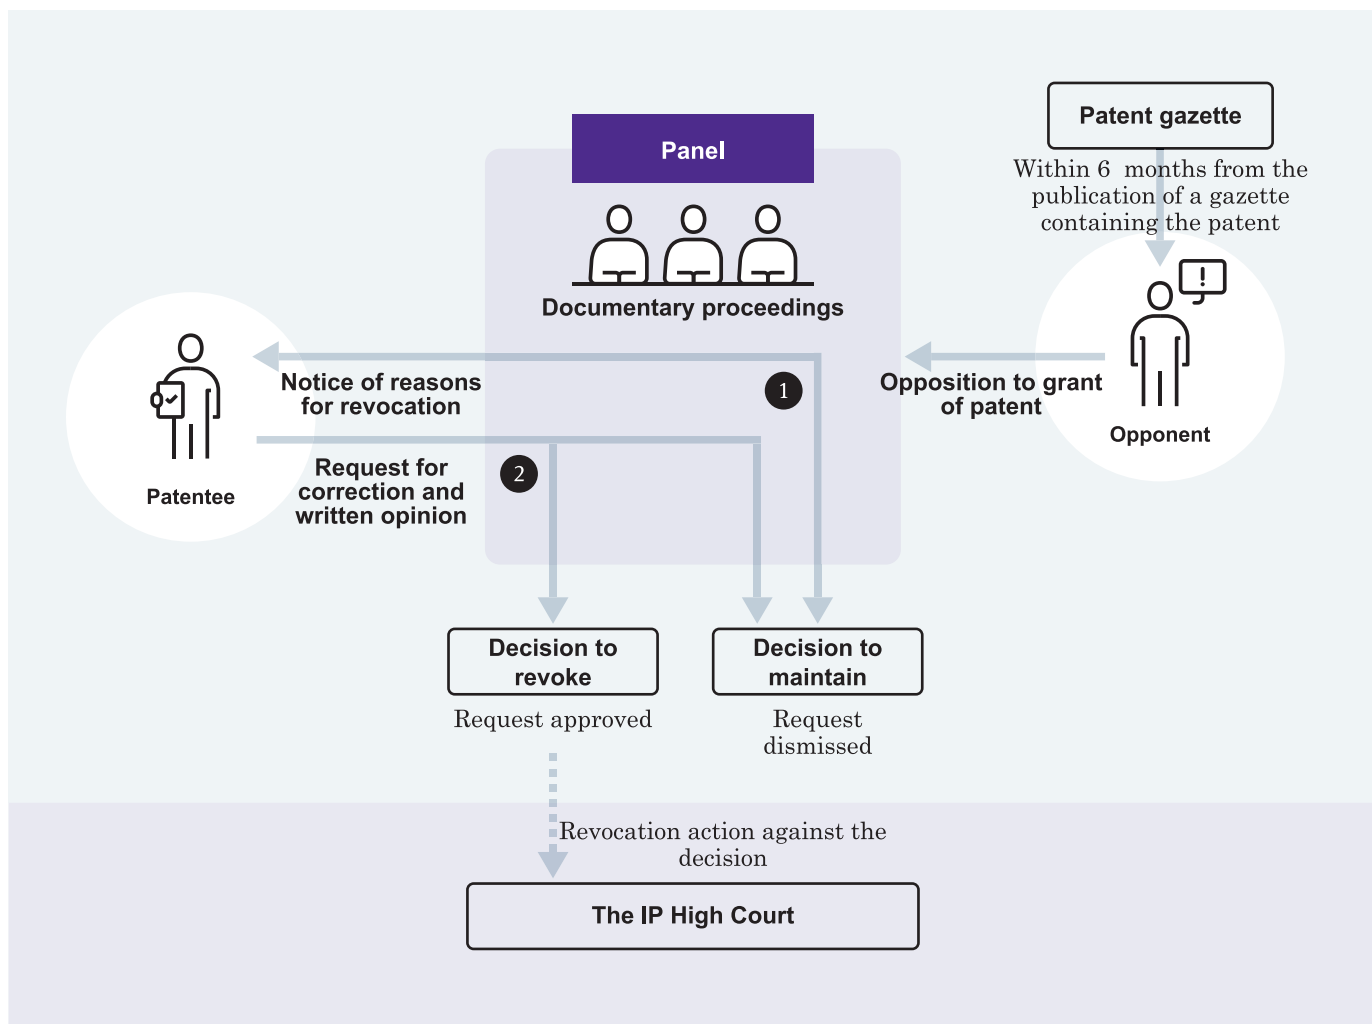 Patent gazette
Within 6 months from the
publication of a gazette
containing the patent
Panel
Documentary proceedings
Notice of reasons
for revocation
1
Opposition to grant
of patent
Opponent
Request for
correction and
written opinion
2
Patentee
Decision to
revoke
Decision to
maintain
Request approved
Request
dismissed
Revocation action against the
decision
The IP High Court